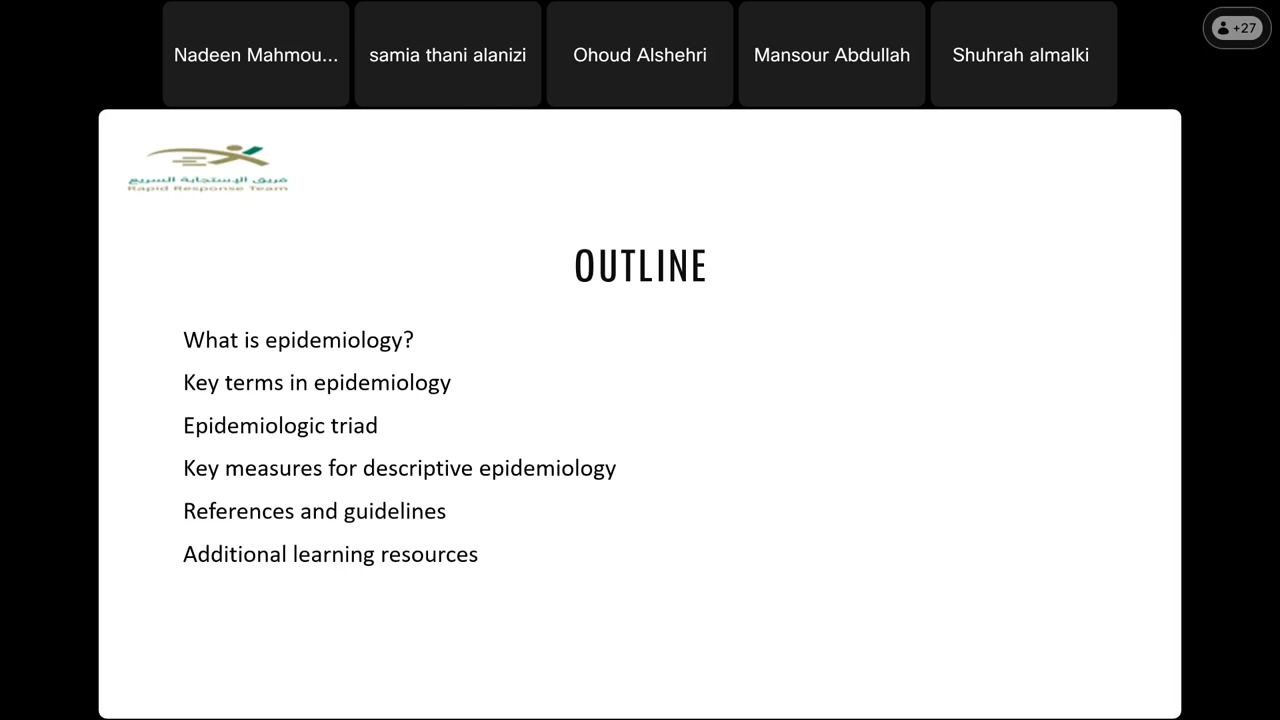 Nadeen Mahmou...
samia thani alanizi
Ohoud Alshehri
Mansour Abdullah
Shuhrah almalki
+27
فريق الإستجابة السريع
Rapid Response Team
OUTLINE
What is epidemiology?
Key terms in epidemiology
Epidemiologic triad
Key measures for descriptive epidemiology
References and guidelines
Additional learning resources